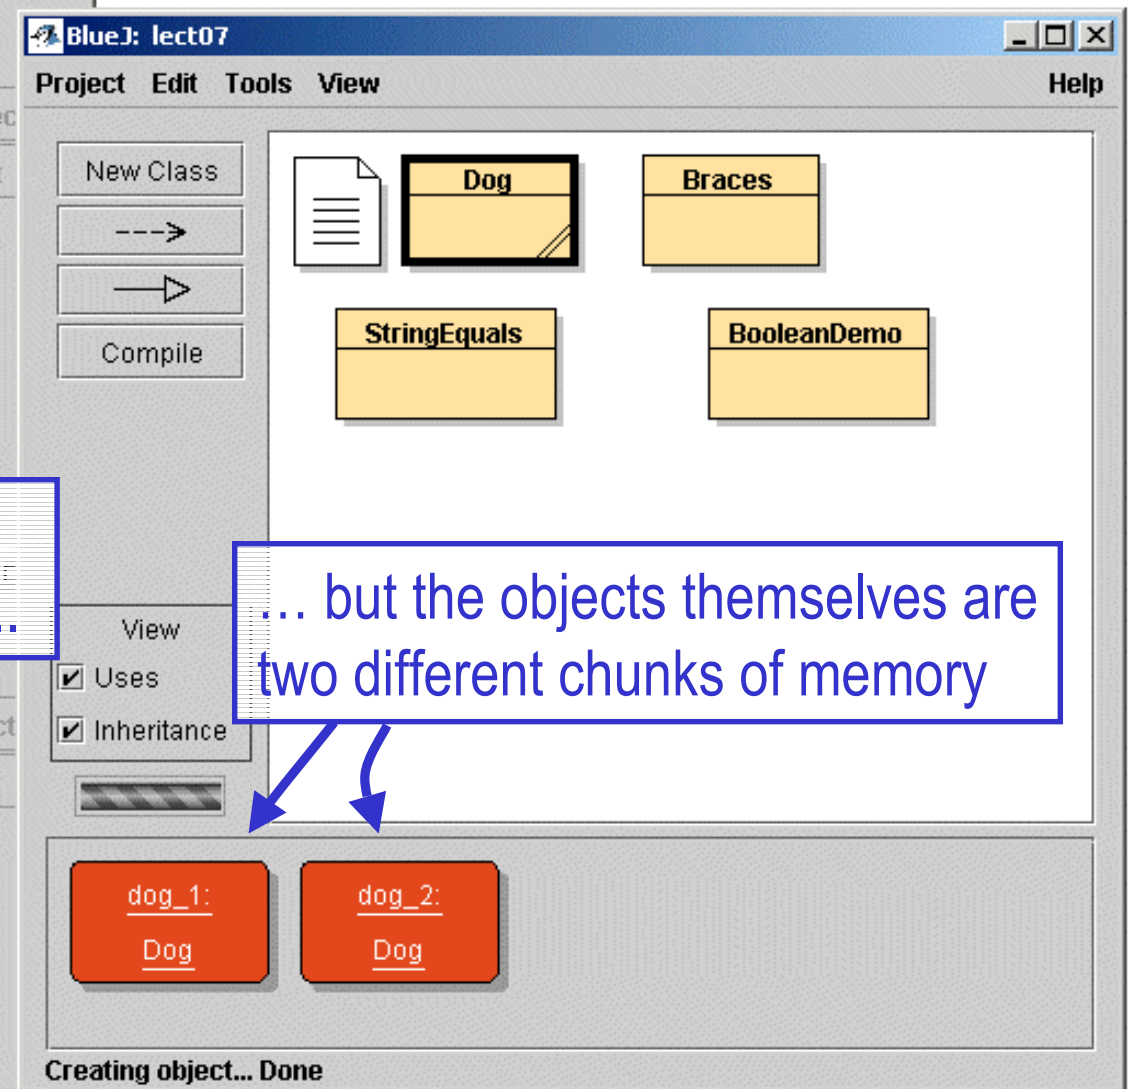 BlueJ: lect07
Project Edit Tools View Help
New Class
Compile
Dog
Braces
StringEquals
BooleanDemo
… but the objects themselves are
two different chunks of memory
..
View
Uses
Inheritance
dog_1:
Dog
dog_2:
Dog
Creating object... Done